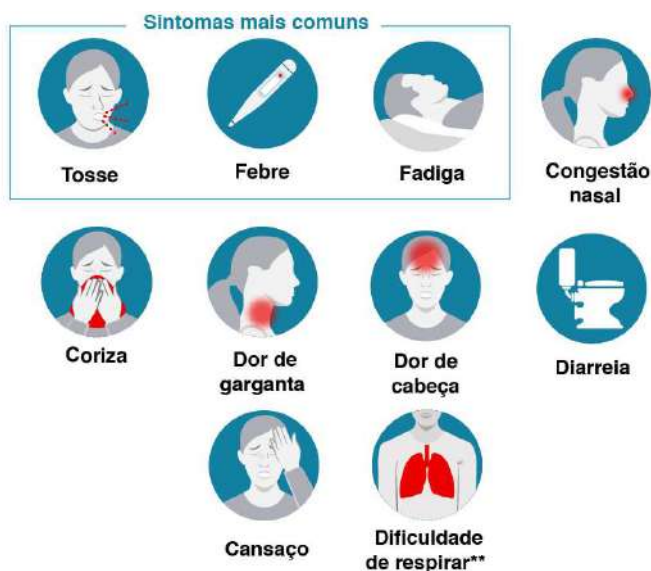 Sintomas mais comuns
Tosse
Febre
Fadiga
Congestão
nasal
Coriza
Dor de
garganta
Dor de
cabeça
Diarreia
Cansaço
Dificuldade
de respirar**